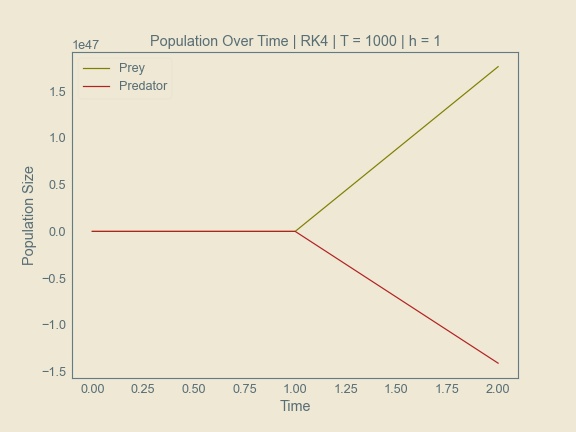 Population Over Time | RK4 | T = 1000 | h = 1
1e47
Prey
Predator
1.5
1.0
0.5
0.0
−0.5
−1.0
−1.5
Population Size
0.00 0.25 0.50 0.75 1.00 1.25 1.50 1.75 2.00
Time